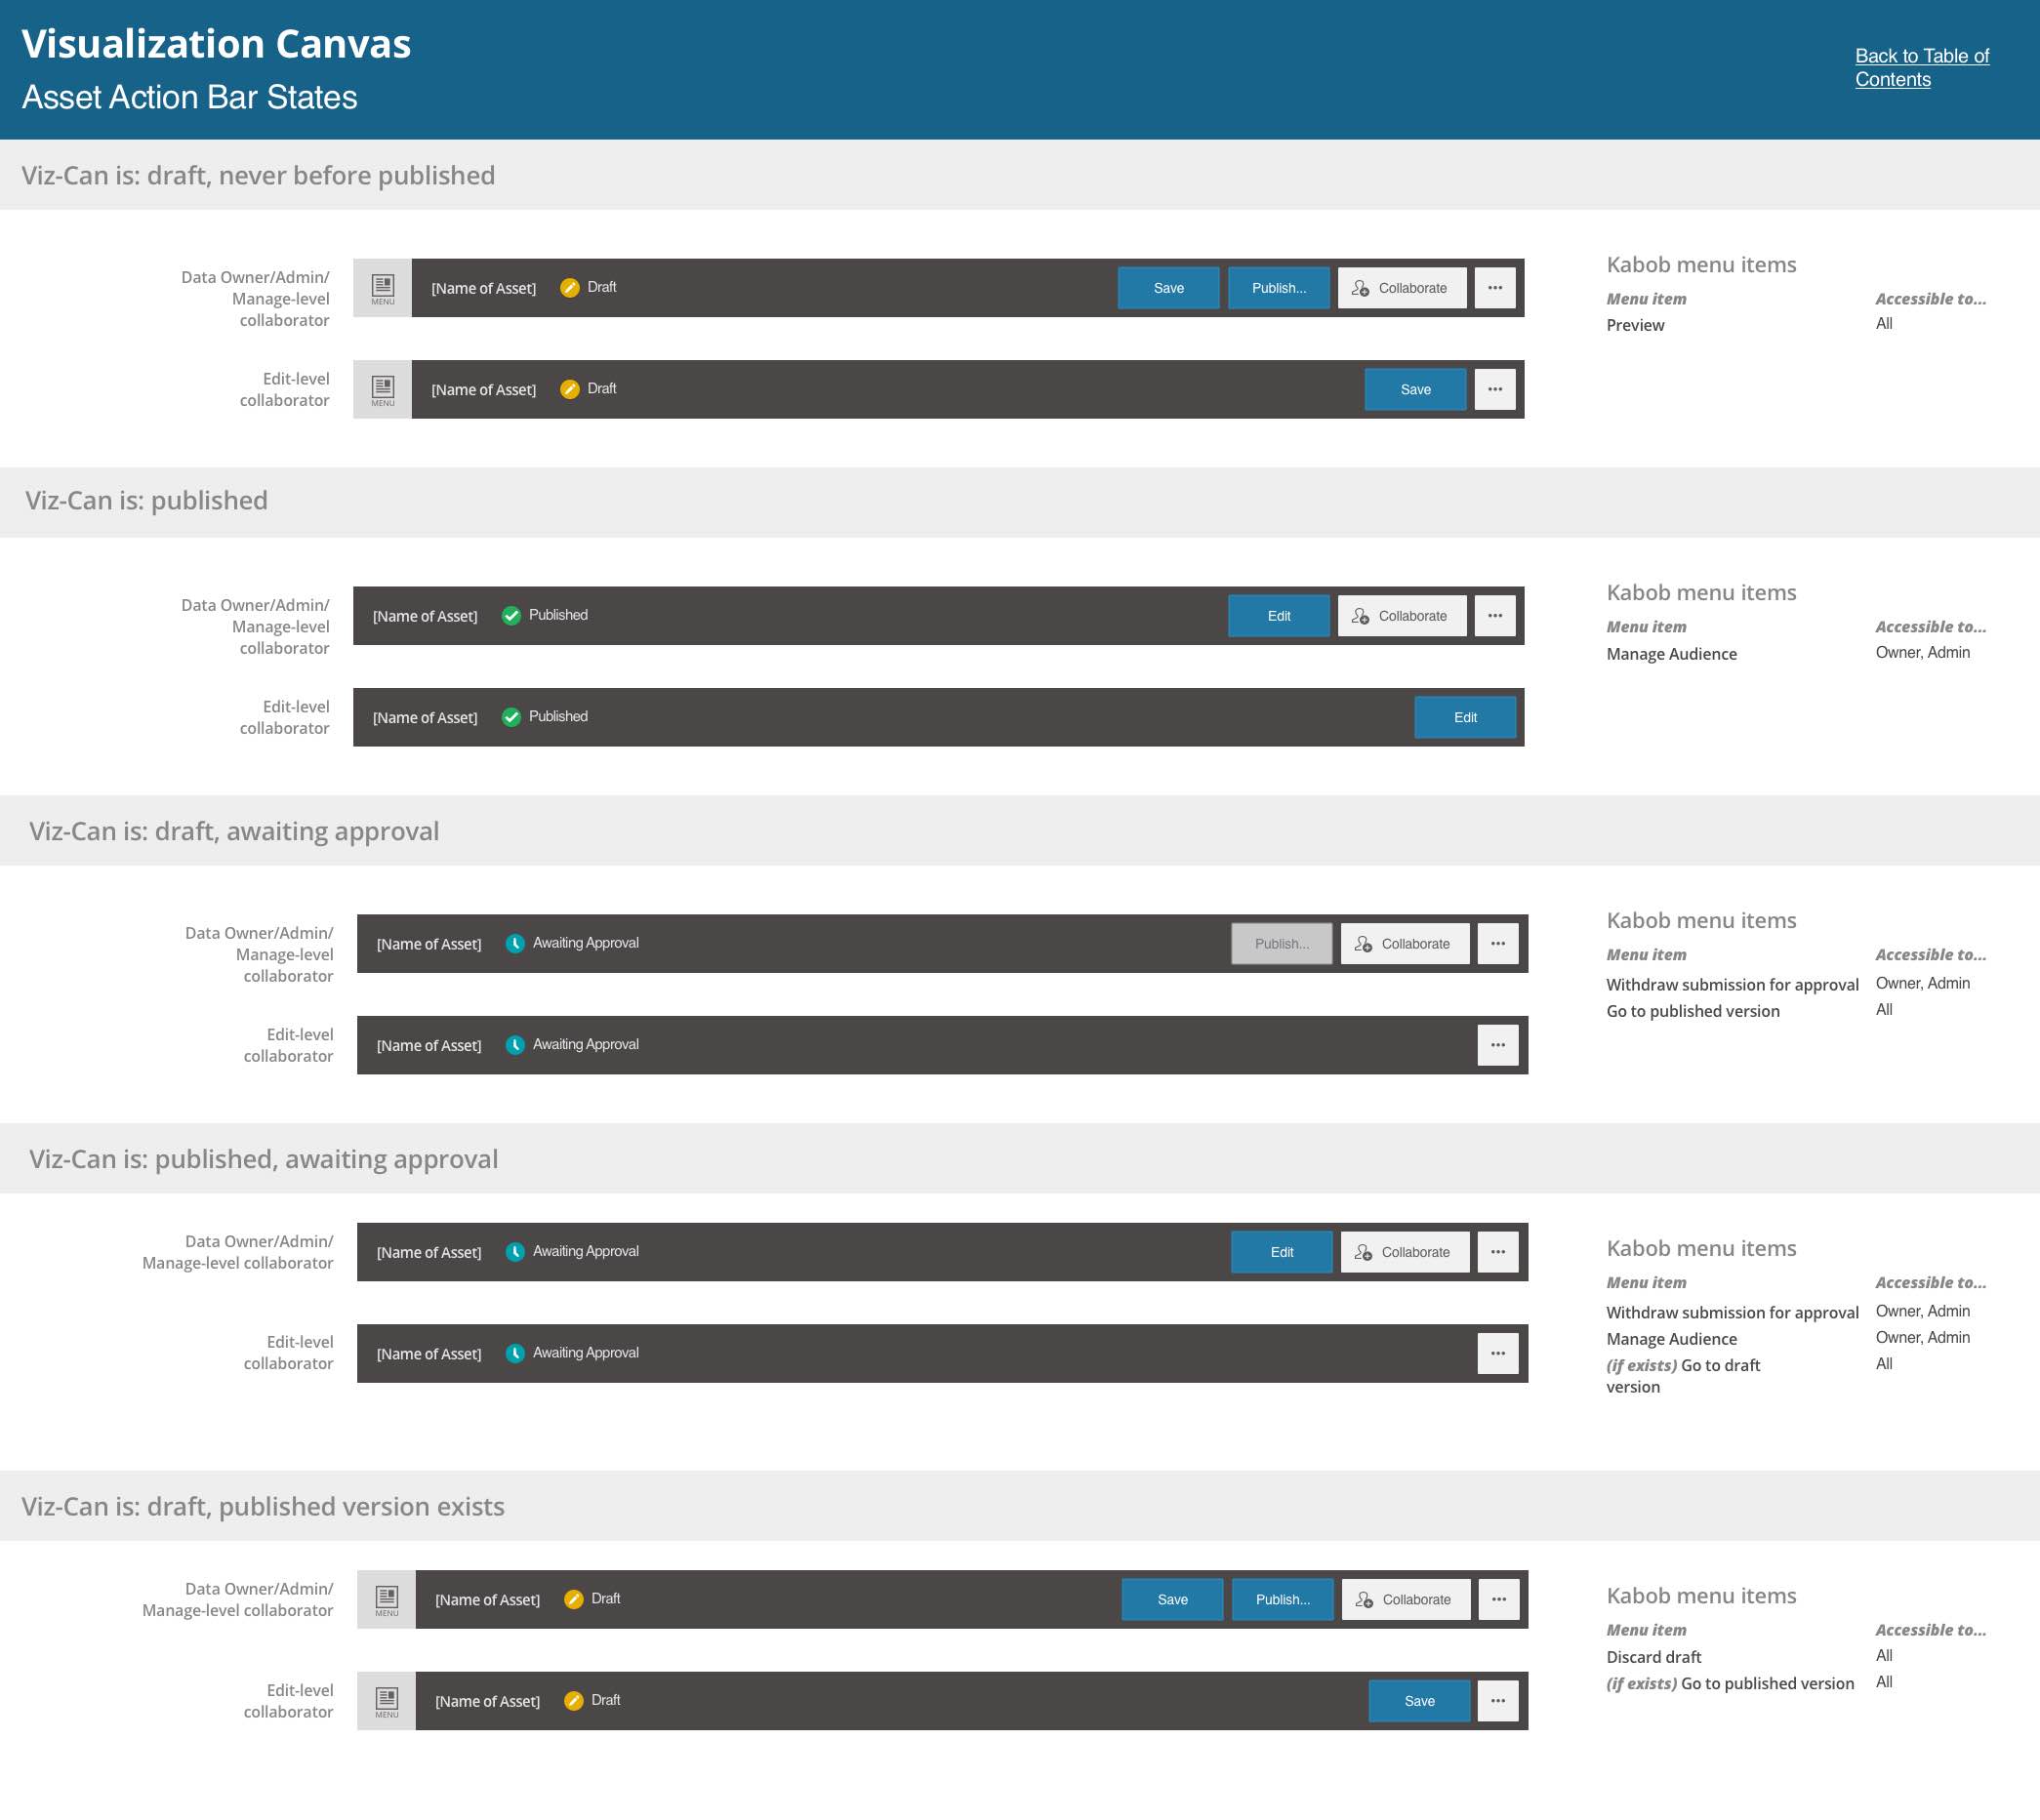 Visualization Canvas
Asset Action Bar States
Back to Table of
Contents
Viz-Can is: draft, never before published
Data Owner/Admin/
Manage-level
collaborator
MENU
[Name of Asset]
Draft
Save
Publish...
Collaborate
Edit-level
collaborator
MENU
[Name of Asset]
Draft
Save
Kabob menu items
Menu item
Accessible to...
Preview
All
Viz-Can is: published
Data Owner/Admin/
Manage-level
collaborator
[Name of Asset]
Published
Edit
Collaborate
Edit-level
collaborator
[Name of Asset]
Published
Edit
Kabob menu items
Menu item
Accessible to...
Manage Audience
Owner, Admin
Viz-Can is: draft, awaiting approval
Data Owner/Admin/
Manage-level
collaborator
[Name of Asset]
Awaiting Approval
Publish...
Collaborate
Edit-level
collaborator
[Name of Asset]
Awaiting Approval
Kabob menu items
Menu item
Accessible to...
Withdraw submission for approval
Owner, Admin
Go to published version
All
Viz-Can is: published, awaiting approval
Data Owner/Admin/
Manage-level collaborator
[Name of Asset]
Awaiting Approval
Edit
Collaborate
Edit-level
collaborator
[Name of Asset]
Awaiting Approval
Kabob menu items
Menu item
Accessible to...
Withdraw submission for approval
Owner, Admin
Manage Audience
Owner, Admin
(if exists) Go to draft
version
All
Viz-Can is: draft, published version exists
Data Owner/Admin/
Manage-level collaborator
MENU
[Name of Asset]
Draft
Save
Publish...
Collaborate
Edit-level
collaborator
MENU
[Name of Asset]
Draft
Save
Kabob menu items
Menu item
Accessible to...
Discard draft
All
(if exists) Go to published version
All